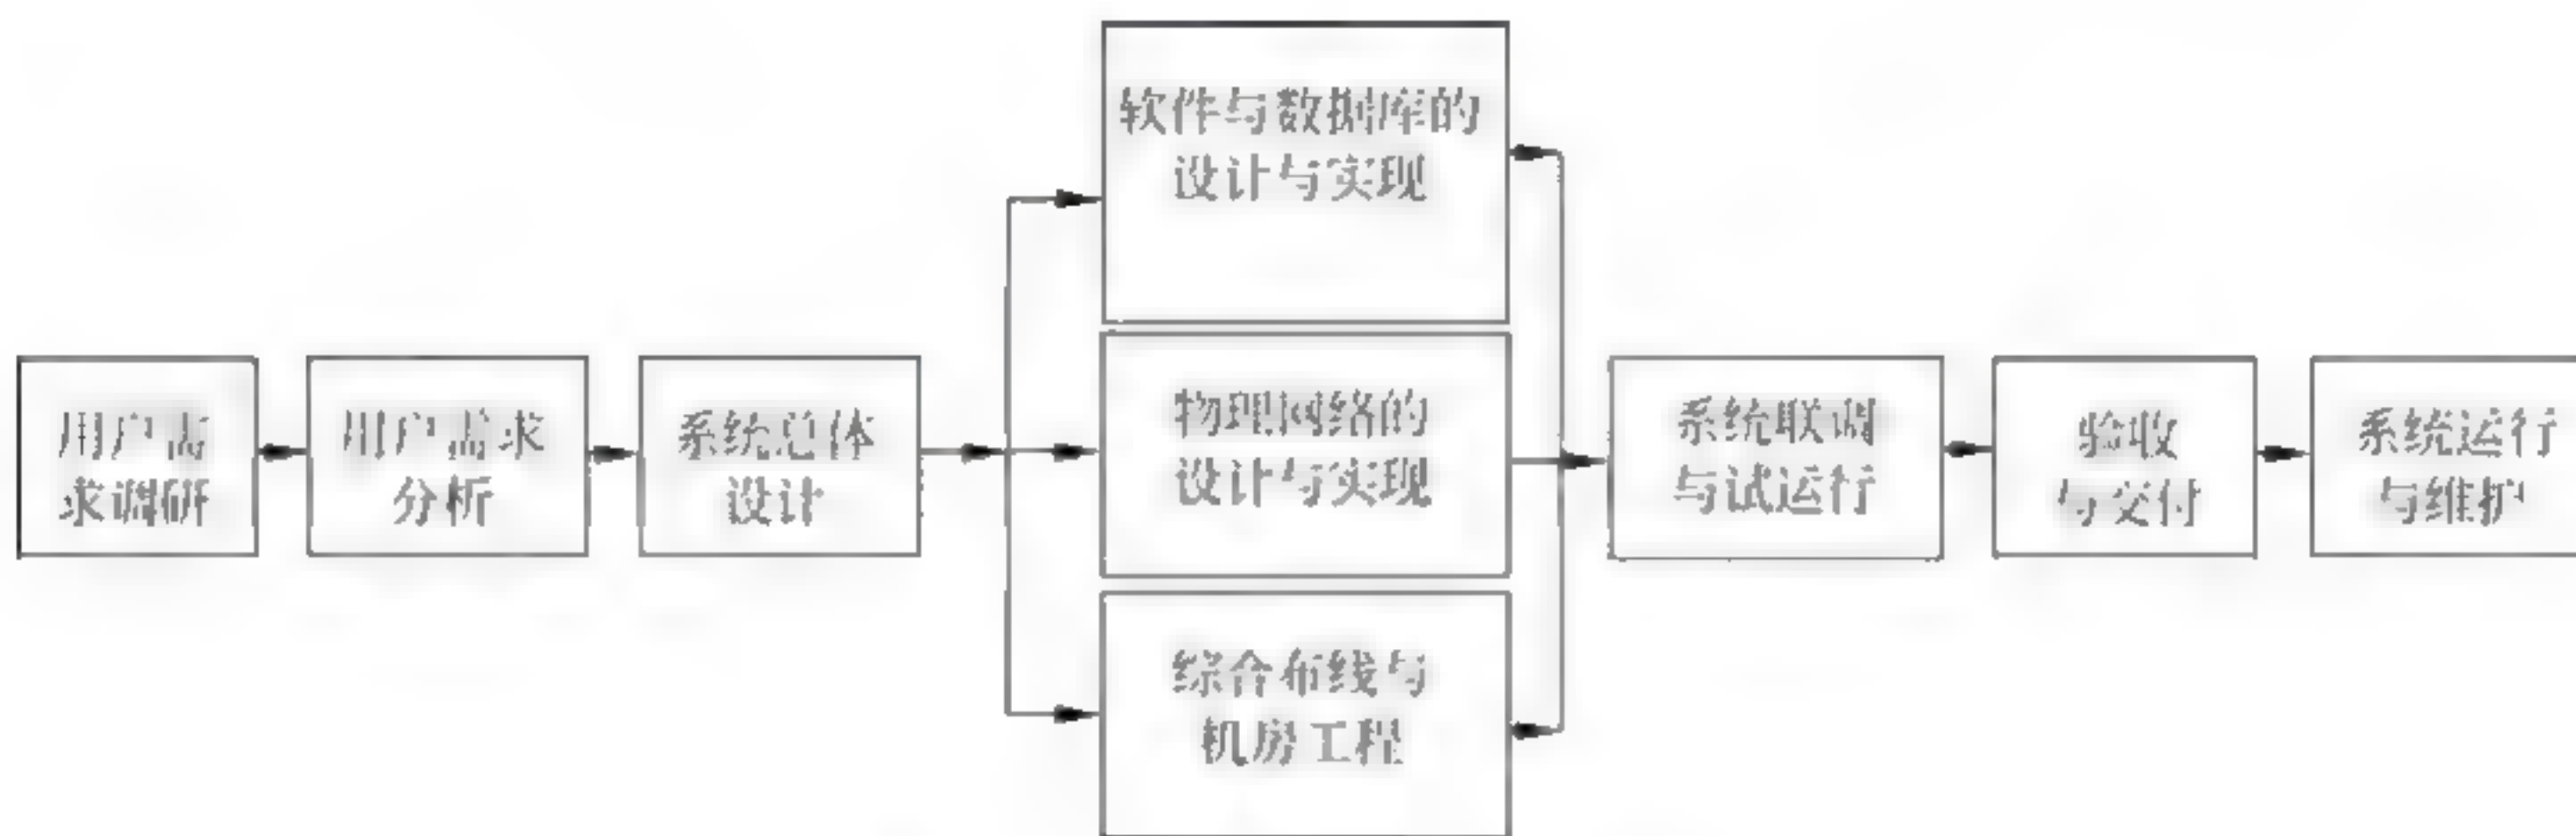 软件与数据库的
设计与实现
用户需
求调研
用户需求
分析
系统总体
设计
物理网络的
设计与实现
综合布线与
机房工程
系统联调
与试运行
验收
与交付
系统运行
与维护